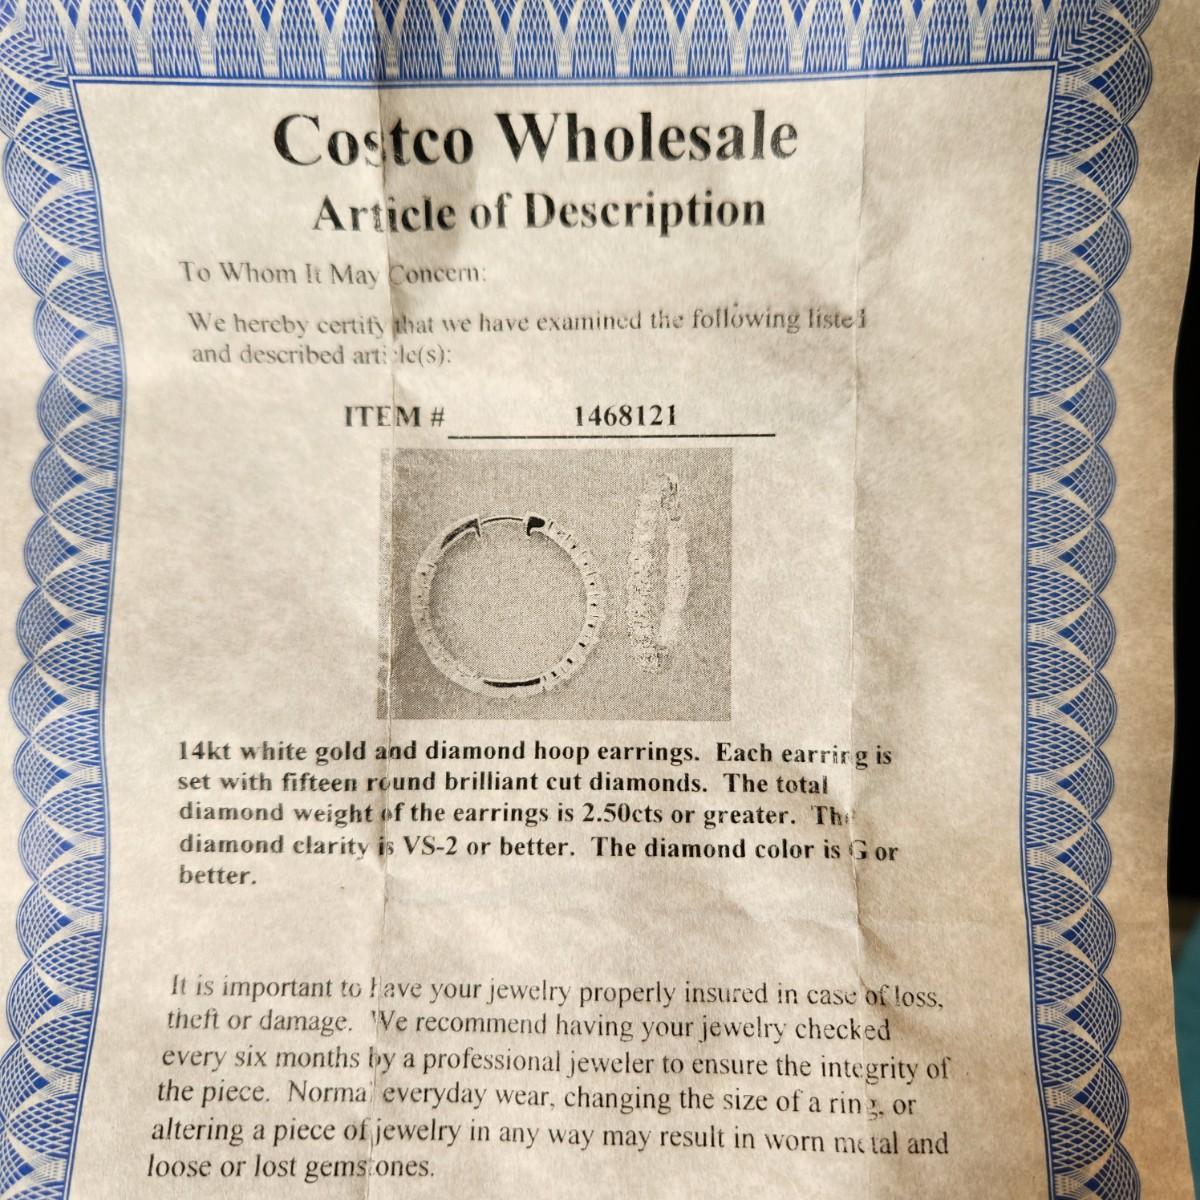 Costco Wholesale
Article of Description
To Whom It May Concern:
We hereby certify that we have examined the following listed
and described article(s):
ITEM # 1468121
14kt white gold and diamond hoop earrings. Each earring is
set with fifteen round brilliant cut diamonds. The total
diamond weight of the earrings is 2.50cts or greater. The
diamond clarity is VS-2 or better. The diamond color is G or
better.
It is important to have your jewelry properly insured in case of loss,
theft or damage. We recommend having your jewelry checked
every six months by a professional jeweler to ensure the integrity of
the piece. Normal everyday wear, changing the size of a ring, or
altering a piece of jewelry in any way may result in worn metal and
loose or lost gemstones.